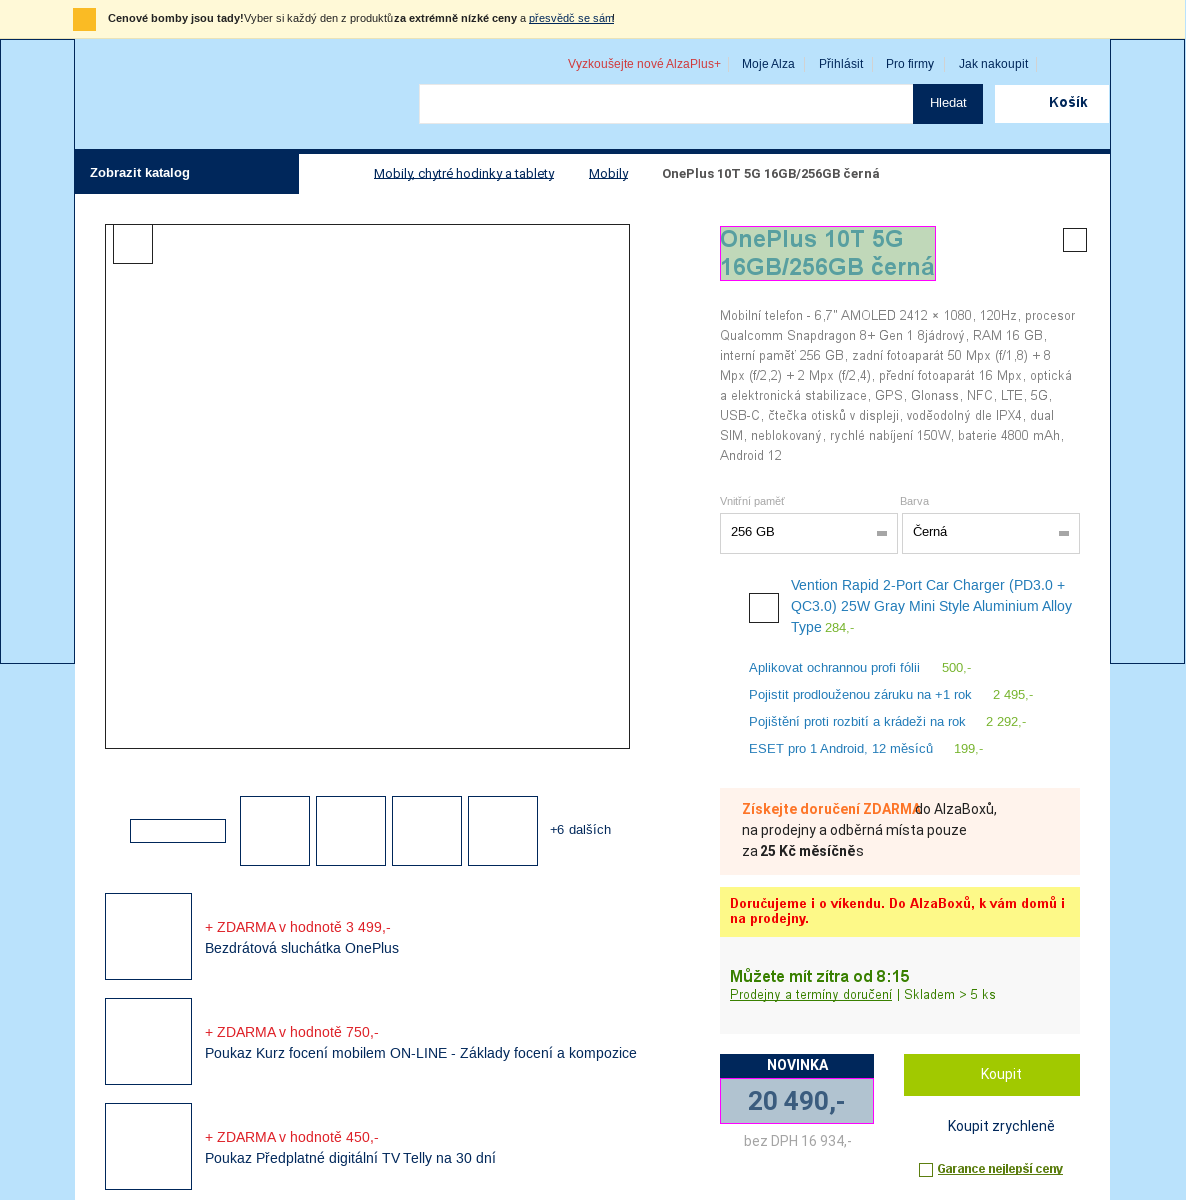 Cenové bomby jsou tady!Vyber si každý den z produktů za extrémně nízké ceny a přesvědč se sám!
Vyzkoušejte nové AlzaPlus+ Moje Alza Přihlásit Pro firmy Jak nakoupit
Hledat Košík
Zobrazit katalog Mobily, chytré hodinky a tablety Mobily OnePlus 10T 5G 16GB/256GB černá
OnePlus 10T 5G
16GB/256GB černá
Mobilní telefon - 6,7" AMOLED 2412 × 1080, 120Hz, procesor
Qualcomm Snapdragon 8+ Gen 1 8jádrový, RAM 16 GB,
interní paměť 256 GB, zadní fotoaparát 50 Mpx (f/1,8) + 8
Mpx (f/2,2) + 2 Mpx (f/2,4), přední fotoaparát 16 Mpx, optická
a elektronická stabilizace, GPS, Glonass, NFC, LTE, 5G,
USB-C, čtečka otisků v displeji, voděodolný dle IPX4, dual
SIM, neblokovaný, rychlé nabíjení 150W, baterie 4800 mAh,
Android 12
Vnitřní paměť Barva
256 GB Černá
Vention Rapid 2-Port Car Charger (PD3.0 +
QC3.0) 25W Gray Mini Style Aluminium Alloy
Type 284,-
Aplikovat ochrannou profi fólii 500,-
Pojistit prodlouženou záruku na +1 rok 2 495,-
Pojištění proti rozbití a krádeži na rok 2 292,-
ESET pro 1 Android, 12 měsíců 199,-
+6 dalších
+ ZDARMA v hodnotě 3 499,-
Bezdrátová sluchátka OnePlus
+ ZDARMA v hodnotě 750,-
Poukaz Kurz focení mobilem ON-LINE - Základy focení a kompozice
+ ZDARMA v hodnotě 450,-
Poukaz Předplatné digitální TV Telly na 30 dní
Získejte doručení ZDARMA do AlzaBoxů,
na prodejny a odběrná místa pouze
za 25 Kč měsíčně s
Doručujeme i o víkendu. Do AlzaBoxů, k vám domů i
na prodejny.
Můžete mít zítra od 8:15
Prodejny a termíny doručení | Skladem > 5 ks
NOVINKA
20 490,-
bez DPH 16 934,-
Koupit
Koupit zrychleně
Garance nejlepší ceny